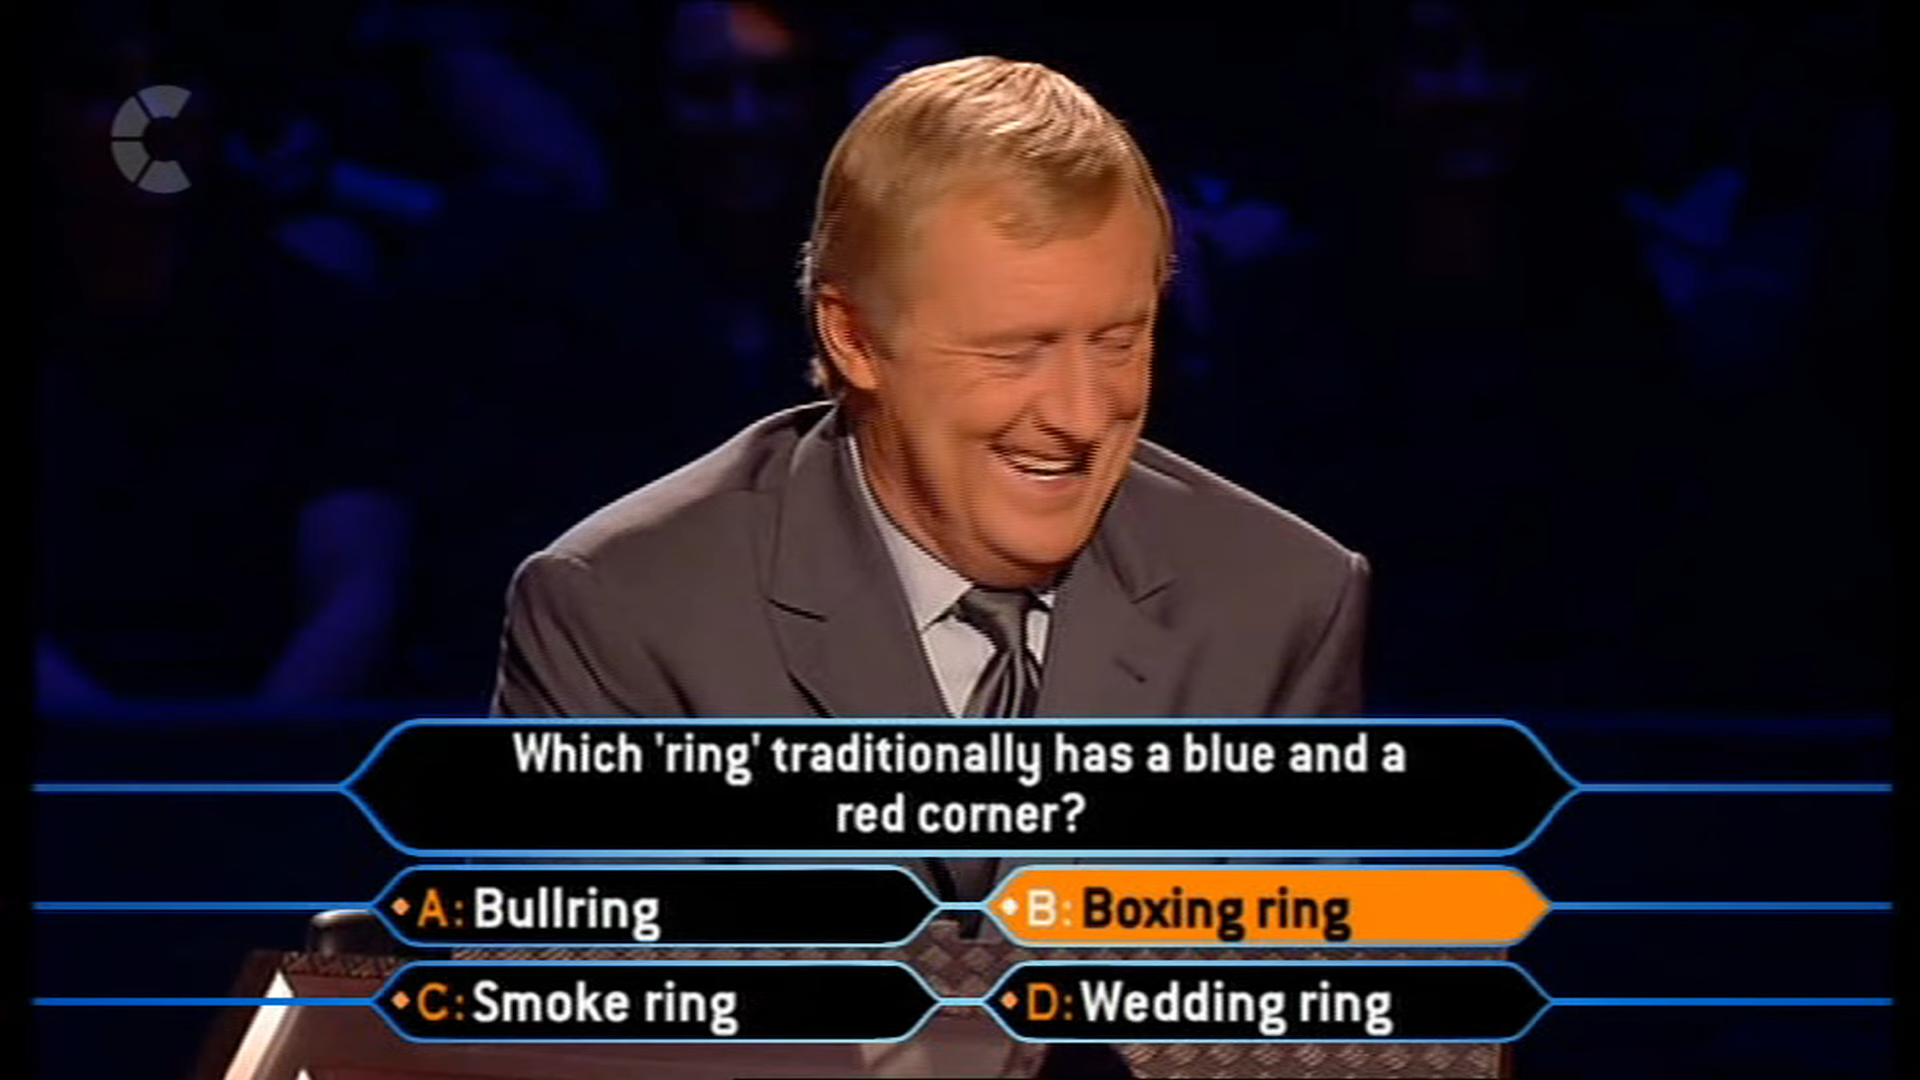 Which 'ring' traditionally has a blue and a
red corner?
A: Bullring
B: Boxing ring
C: Smoke ring
D: Wedding ring